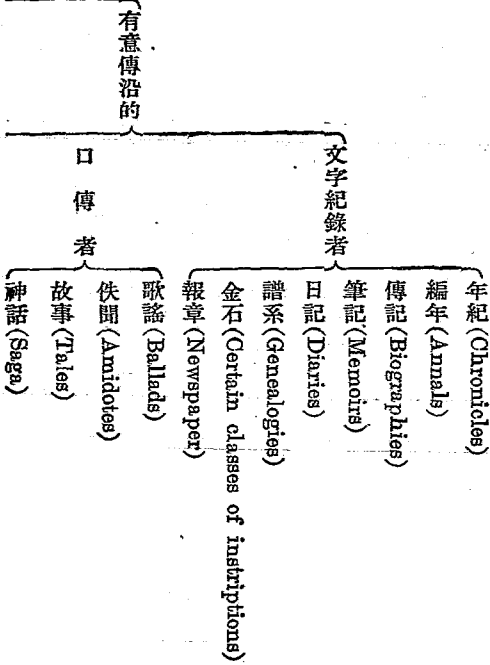 有意傳沿的
文字紀錄者
年紀(Chronicles)
編年(Annals)
傳記(Biographies)
筆記(Memoirs)
日記(Diaries)
譜系(Genealogies)
金石(Certain classes of instriptions)
報章(Newspaper)
口傳者
歌謠(Ballads)
佚聞(Amidotes)
故事(Tales)
神話(Saga)